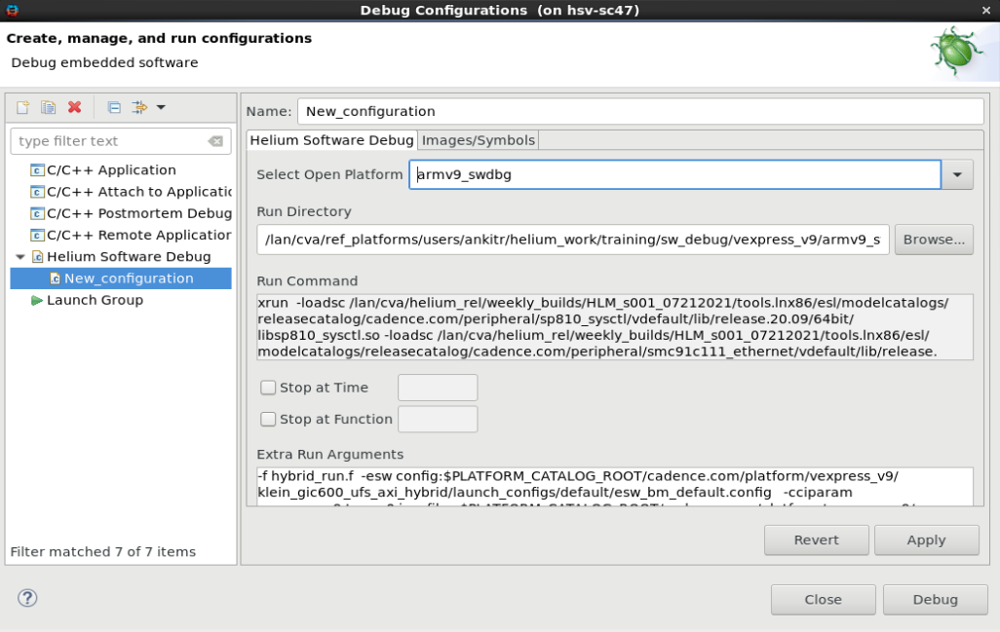 Debug Configurations (on hsv-sc47)
Create, manage, and run configurations
Debug embedded software
type filter text
C/C++ Application
C/C++ Attach to Applicatic
C/C++ Postmortem Debug
C/C++ Remote Applicatior
Helium Software Debug
New_configuration
Launch Group
Filter matched 7 of 7 items
Name: New_configuration
Helium Software Debug Images/Symbols
Select Open Platform armv9_swdbg
Run Directory
/lan/cva/ref_platforms/users/ankitr/helium_work/training/sw_debug/vexpress_v9/armv9_s Browse...
Run Command
xrun -loadsc /lan/cva/helium_rel/weekly_builds/HLM_s001_07212021/tools.lnx86/esl/modelcatalogs/
releasecatalog/cadence.com/peripheral/sp810_sysctl/vdefault/lib/release.20.09/64bit/
libsp810_sysctl.so -loadsc /lan/cva/helium_rel/weekly_builds/HLM_s001_07212021/tools.lnx86/esl/
modelcatalogs/releasecatalog/cadence.com/peripheral/smc91c111_ethernet/vdefault/lib/release.
Stop at Time
Stop at Function
Extra Run Arguments
-f hybrid_run.f -esw config:$PLATFORM_CATALOG_ROOT/cadence.com/platform/vexpress_v9/
klein_gic600_ufs_axi_hybrid/launch_configs/default/esw_bm_default.config -cciparam
Revert Apply
Close Debug